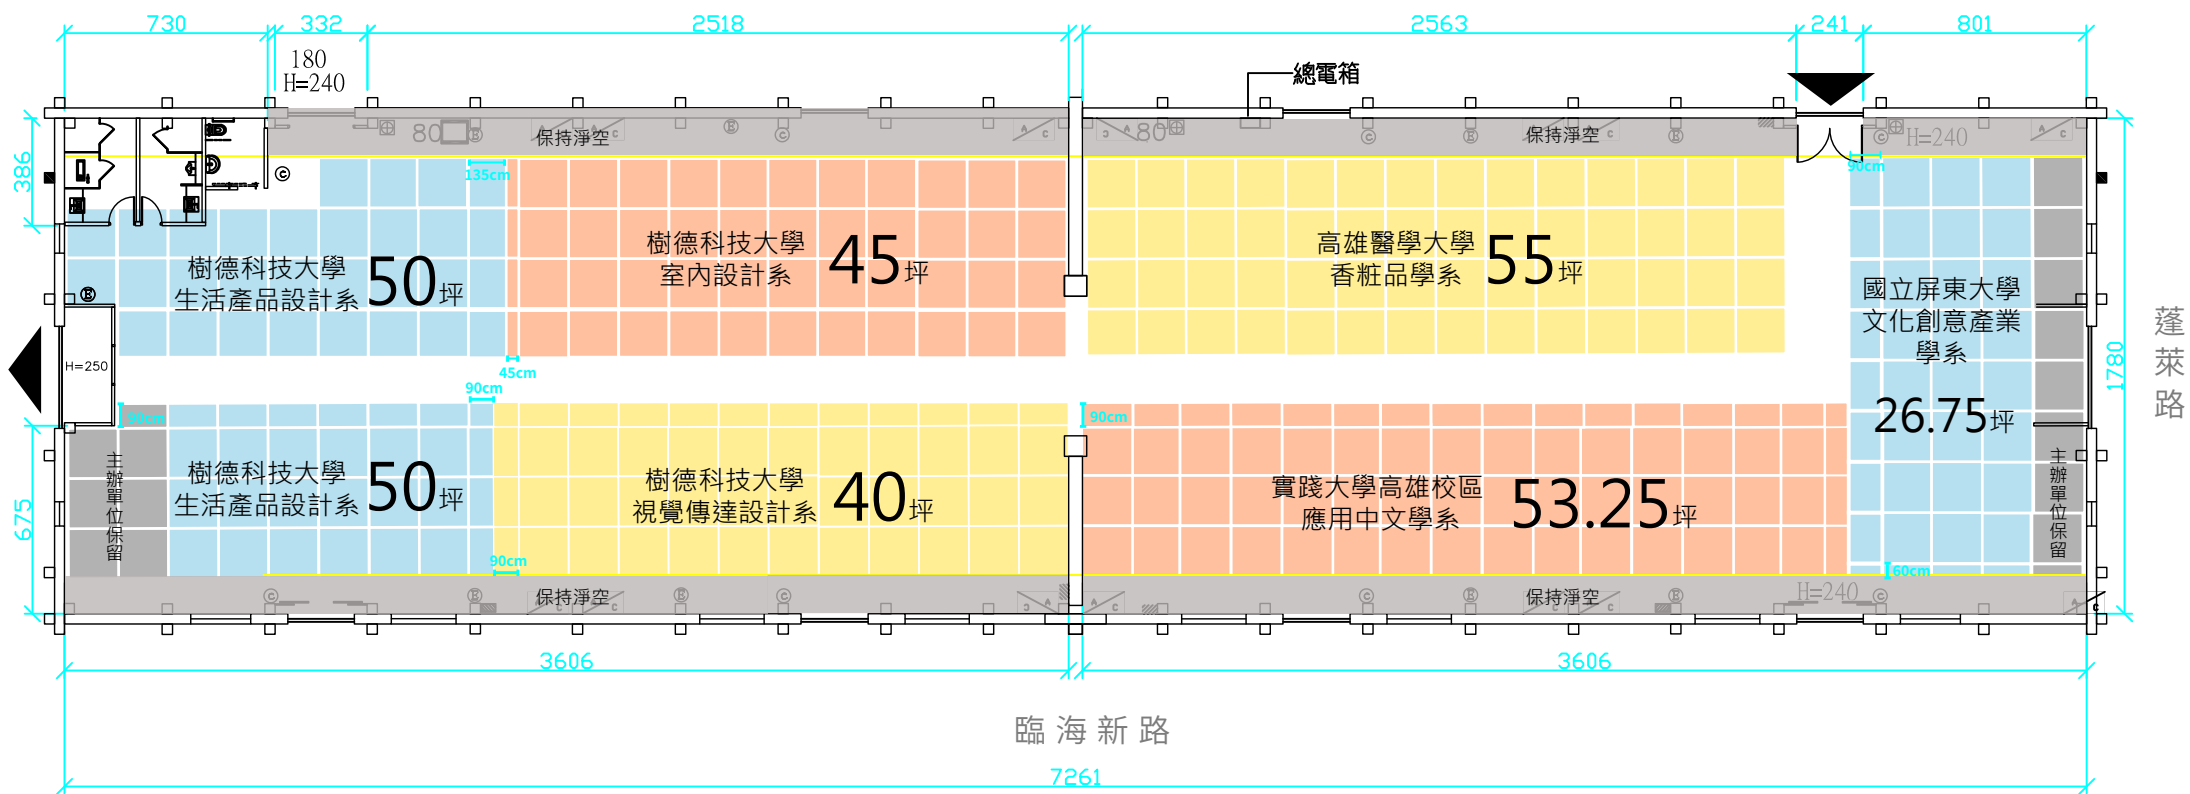 730
332
2518
2563
241
801
180
H=240
總電箱
80
保持淨空
80
保持淨空
H=240
386
135cm
90cm
樹德科技大學
生活產品設計系
50坪
樹德科技大學
室內設計系
45坪
高雄醫學大學
香粧品學系
55坪
國立屏東大學
文化創意產業
學系
26.75坪
蓬萊路
H=250
45cm
90cm
90cm
90cm
1780
675
主辦單位保留
樹德科技大學
生活產品設計系
50坪
樹德科技大學
視覺傳達設計系
40坪
實踐大學高雄校區
應用中文學系
53.25坪
主辦單位保留
90cm
60cm
保持淨空
保持淨空
H=240
3606
3606
臨海新路
7261